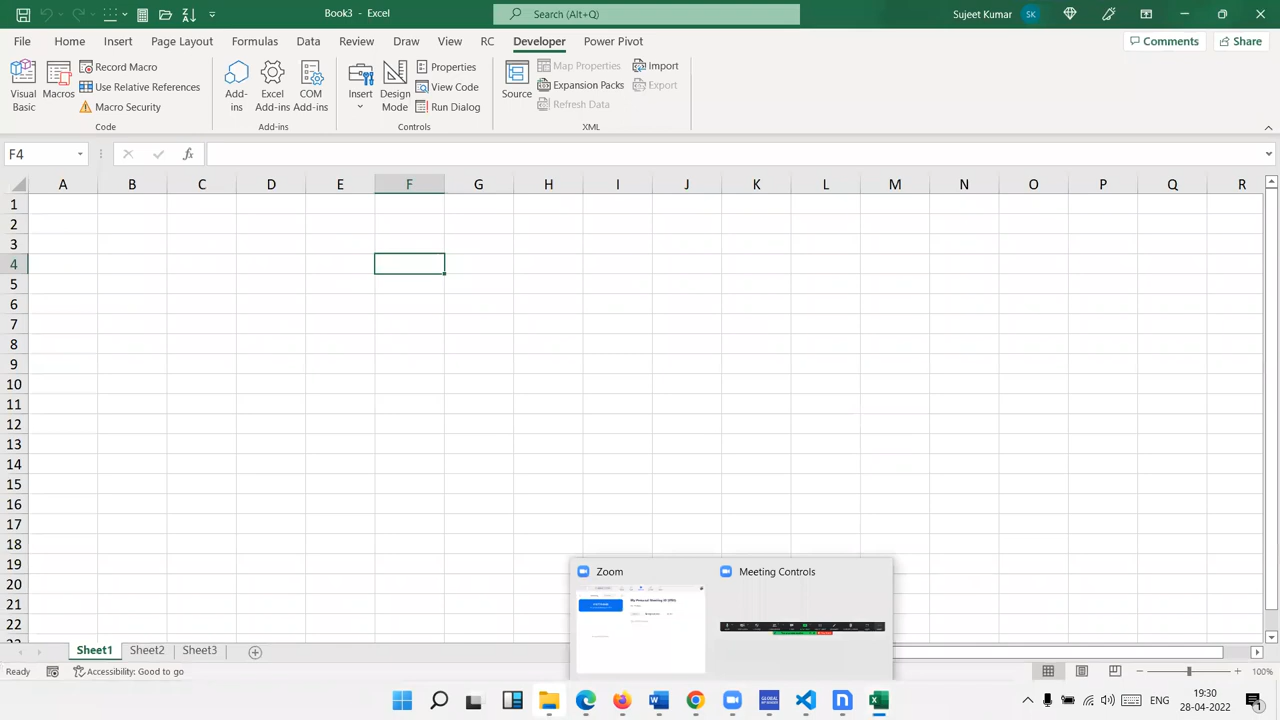 Book3 - Excel
Search (Alt+Q)
Sujeet Kumar
SK
File Home Insert Page Layout Formulas Data Review Draw View RC Developer Power Pivot
Comments Share
Visual Basic
Macros
Record Macro
Use Relative References
Macro Security
Code
Add-ins
Excel Add-ins
COM Add-ins
Add-ins
Insert
Design Mode
Properties
View Code
Run Dialog
Controls
Source
Map Properties
Expansion Packs
Refresh Data
Import
Export
XML
F4
fx
A B C D E F G H I J K L M N O P Q R
1
2
3
4
5
6
7
8
9
10
11
12
13
14
15
16
17
18
19
20
21
22
Zoom
Meeting Controls
Sheet1 Sheet2 Sheet3
Ready
Accessibility: Good to go
100%
ENG
19:30
28-04-2022
1